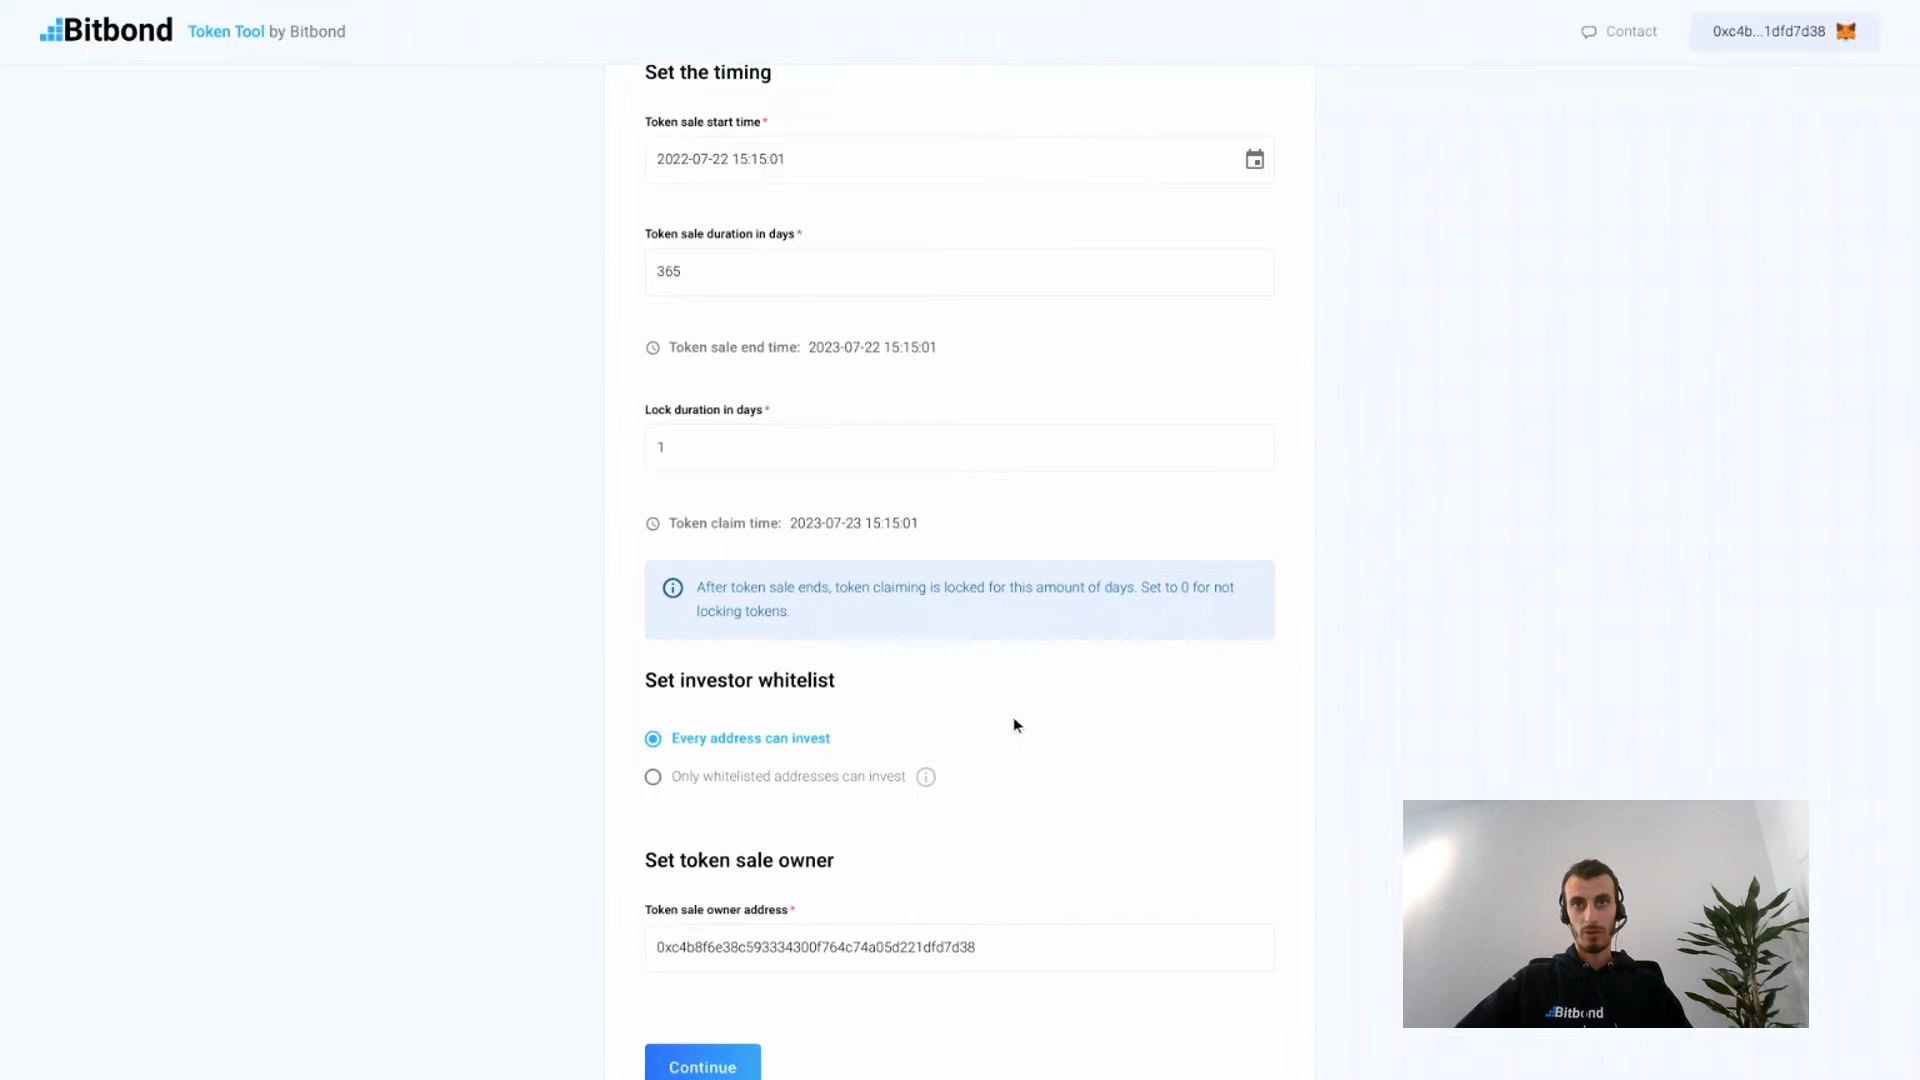 Bitbond
Token Tool by Bitbond
Contact
0xc4b...1dfd7d38
Set the timing
Token sale start time *
2022-07-22 15:15:01
Token sale duration in days *
365
Token sale end time: 2023-07-22 15:15:01
Lock duration in days *
1
Token claim time: 2023-07-23 15:15:01
After token sale ends, token claiming is locked for this amount of days. Set to 0 for not
locking tokens.
Set investor whitelist
Every address can invest
Only whitelisted addresses can invest
Set token sale owner
Token sale owner address *
0xc4b8f6e38c593334300f764c74a05d221dfd7d38
Continue
Bitbond